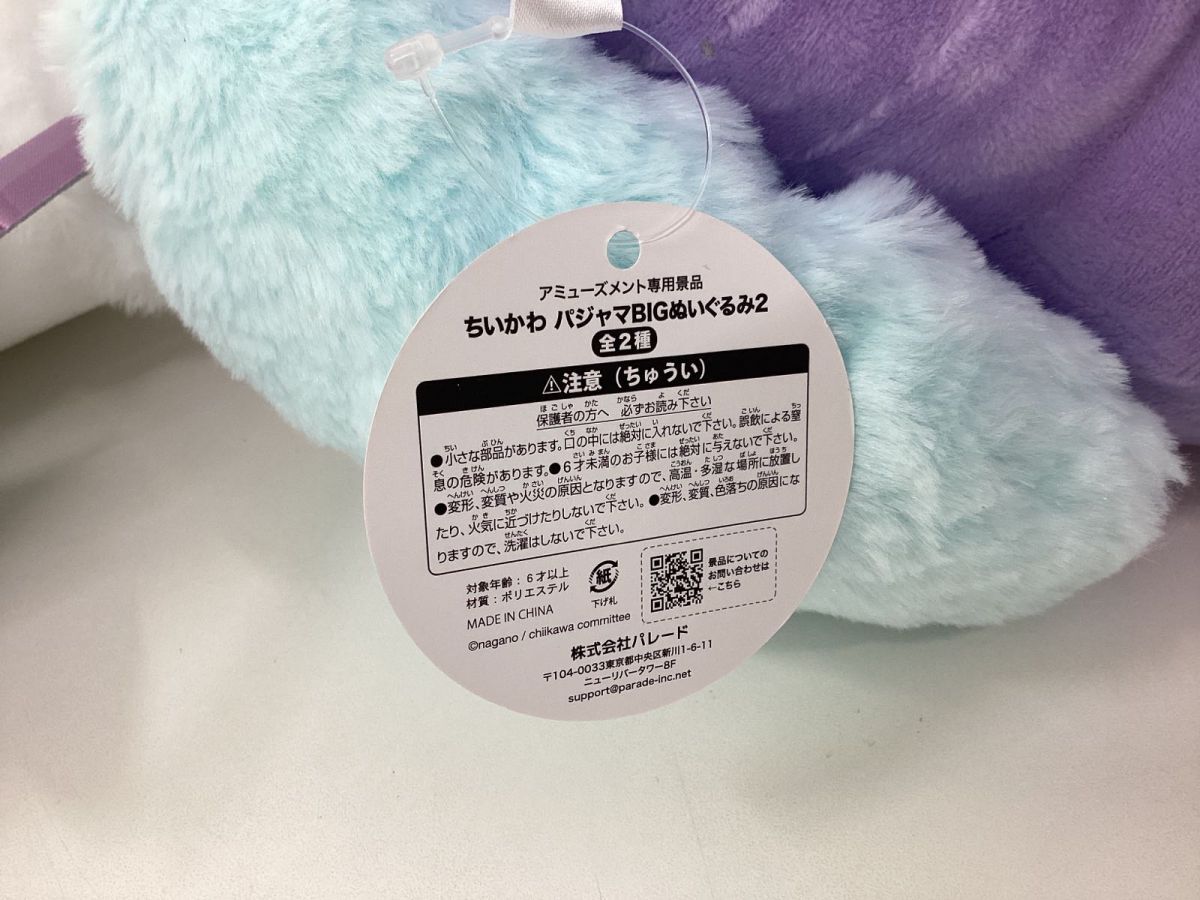 アミューズメント専用景品
ちいかわ パジャマBIGぬいぐるみ2
全2種
⚠注意（ちゅうい）
保護者の方へ 必ずお読み下さい
●小さな部品があります。口の中には絶対に入れないで下さい。誤飲による窒
息の危険があります。●6才未満のお子様には絶対に与えないで下さい。
●変形、変質や火災の原因となりますので、高温・多湿な場所に放置し
たり、火気に近づけたりしないで下さい。●変形、変質、色落ちの原因にな
りますので、洗濯はしないで下さい。
対象年齢：6才以上
材質：ポリエステル
MADE IN CHINA
紙
下げ札
景品についての
お問い合わせは
←こちら
©nagano / chiikawa committee
株式会社パレード
〒104-0033東京都中央区新川1-6-11
ニューリバータワー8F
support@parade-inc.net